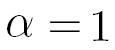 α = 1